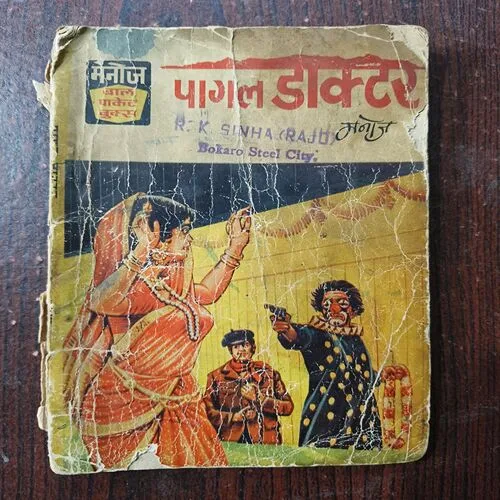 मनोज
बाल
पाकेट
बुक्स
पागल डाक्टर
मनोज
R. K. SINHA (RAJU)
Bokaro Steel City.